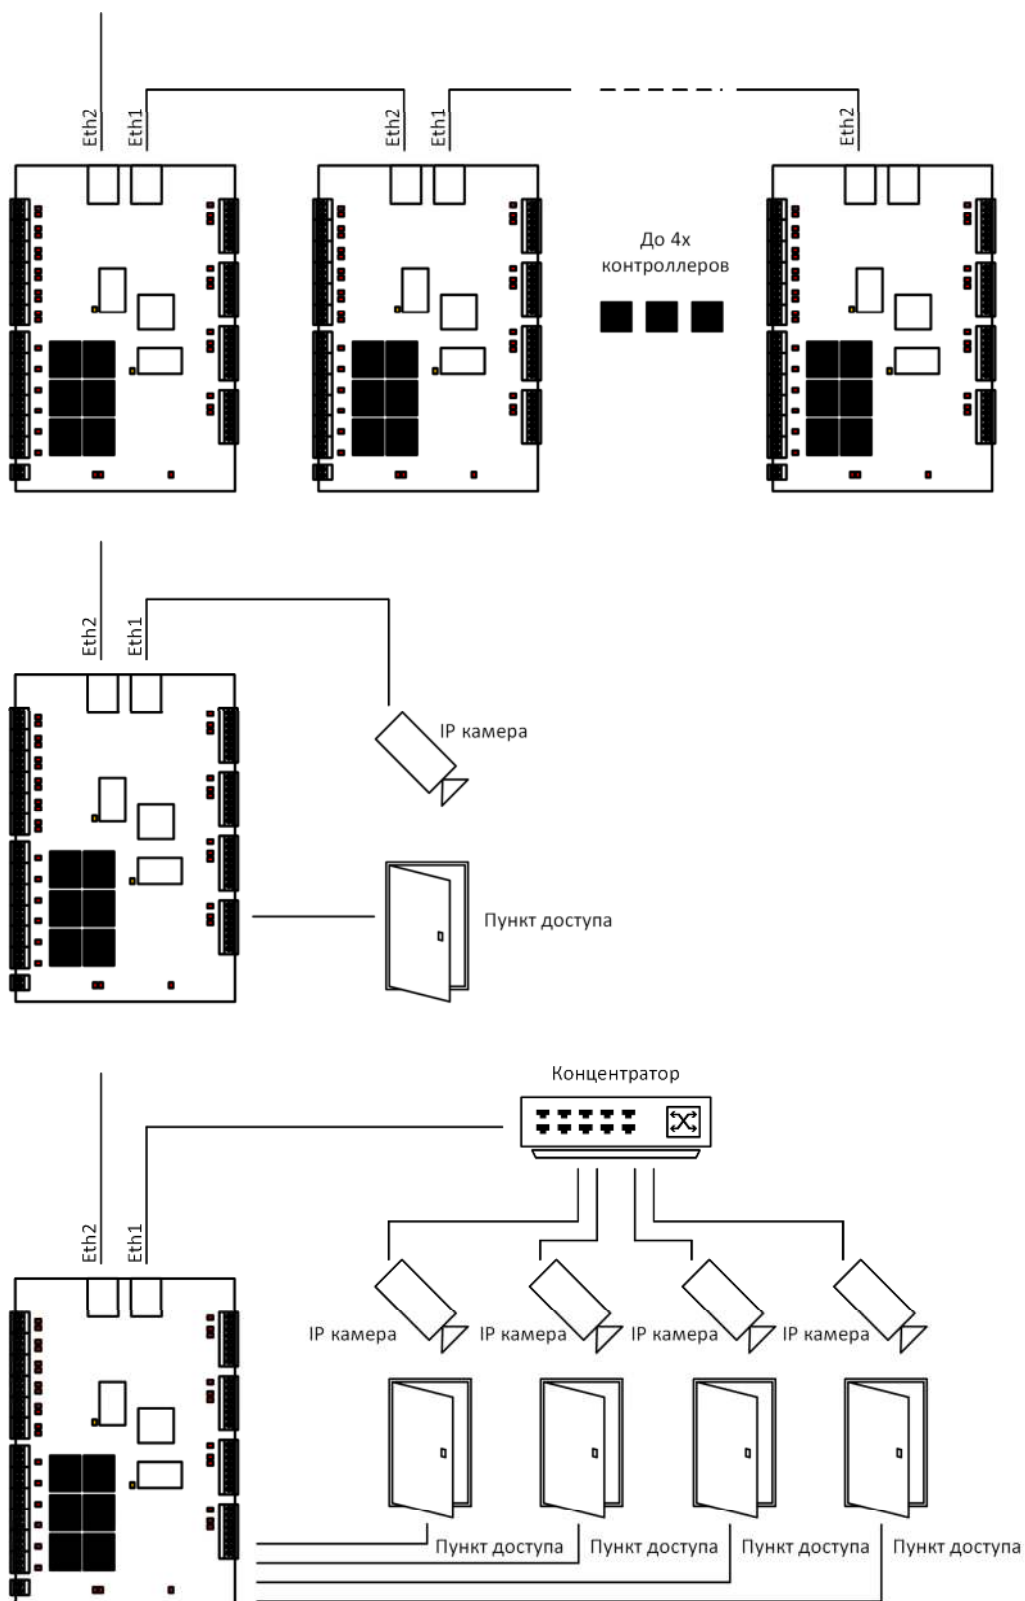 Eth2
Eth1
Eth2
Eth1
Eth2
До 4х
контроллеров
Eth2
Eth1
IP камера
Пункт доступа
Концентратор
Eth2
Eth1
IP камера
IP камера
IP камера
IP камера
Пункт доступа
Пункт доступа
Пункт доступа
Пункт доступа